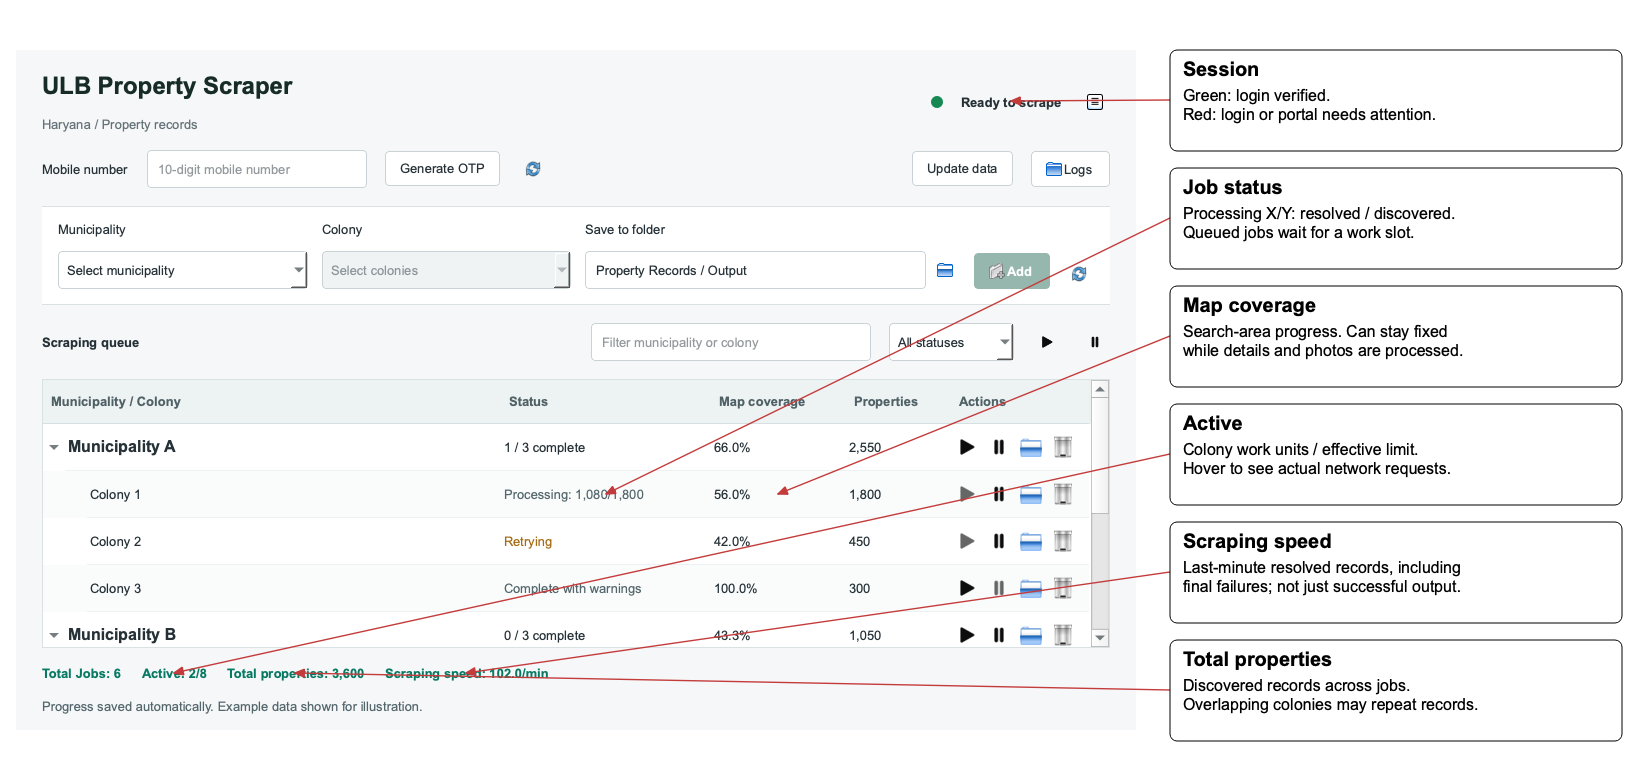 ULB Property Scraper
Haryana / Property records
Ready to scrape
Mobile number
10-digit mobile number
Generate OTP
Update data
Logs
Municipality
Colony
Save to folder
Select municipality
Select colonies
Property Records / Output
Add
Scraping queue
Filter municipality or colony
All statuses
Municipality / Colony Status Map coverage Properties Actions
Municipality A 1 / 3 complete 66.0% 2,550
Colony 1 Processing: 1,080/1,800 56.0% 1,800
Colony 2 Retrying 42.0% 450
Colony 3 Complete with warnings 100.0% 300
Municipality B 0 / 3 complete 43.3% 1,050
Total Jobs: 6 Active: 2/8 Total properties: 3,600 Scraping speed: 102.0/min
Progress saved automatically. Example data shown for illustration.
Session
Green: login verified.
Red: login or portal needs attention.
Job status
Processing X/Y: resolved / discovered.
Queued jobs wait for a work slot.
Map coverage
Search-area progress. Can stay fixed
while details and photos are processed.
Active
Colony work units / effective limit.
Hover to see actual network requests.
Scraping speed
Last-minute resolved records, including
final failures; not just successful output.
Total properties
Discovered records across jobs.
Overlapping colonies may repeat records.